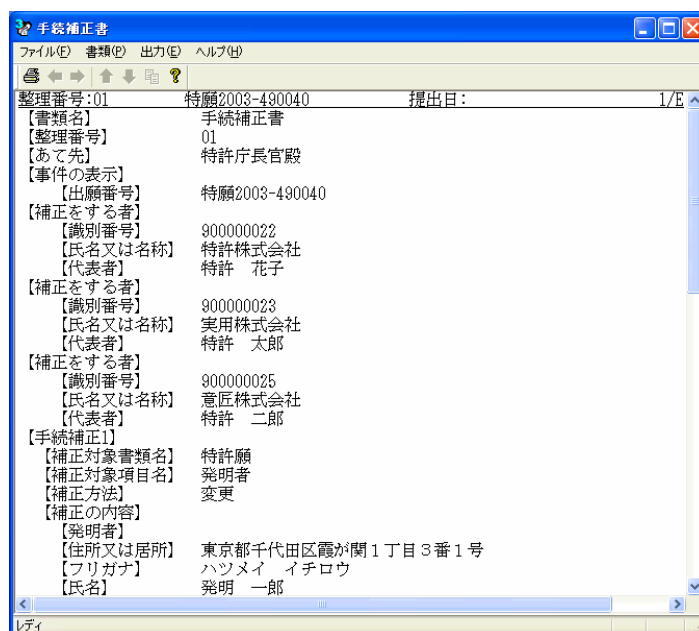 手続補正書
ファイル(F) 書類(P) 出力(E) ヘルプ(H)
整理番号:01 特願2003-490040 提出日: 1/E
【書類名】 手続補正書
【整理番号】 01
【あて先】 特許庁長官殿
【事件の表示】
【出願番号】 特願2003-490040
【補正をする者】
【識別番号】 900000022
【氏名又は名称】 特許株式会社
【代表者】 特許 花子
【補正をする者】
【識別番号】 900000023
【氏名又は名称】 実用株式会社
【代表者】 特許 太郎
【補正をする者】
【識別番号】 900000025
【氏名又は名称】 意匠株式会社
【代表者】 特許 二郎
【手続補正1】
【補正対象書類名】 特許願
【補正対象項目名】 発明者
【補正方法】 変更
【補正の内容】
【発明者】
【住所又は居所】 東京都千代田区霞が関1丁目3番1号
【フリガナ】 ハツメイ イチロウ
【氏名】 発明 一郎
レディ